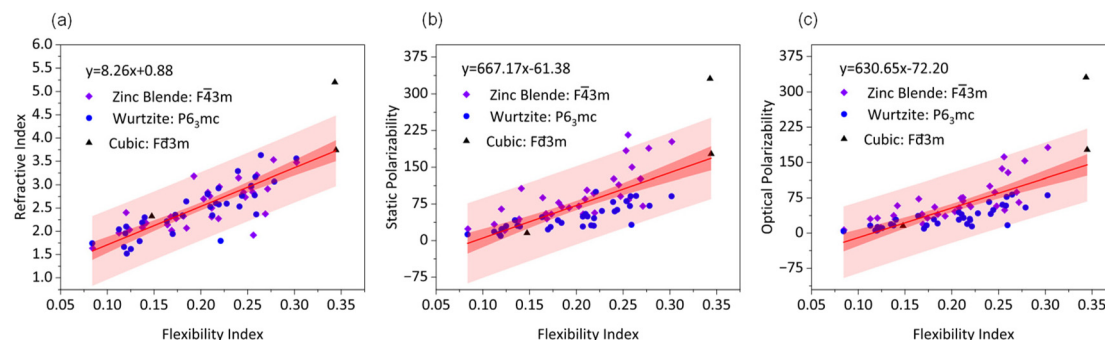 (a)
6.0
5.5
5.0
4.5
4.0
3.5
3.0
2.5
2.0
1.5
1.0
Refractive Index
y=8.26x+0.88
Zinc Blende: F4̅3m
Wurtzite: P6₃mc
Cubic: Fd̅3m
0.05 0.10 0.15 0.20 0.25 0.30 0.35
Flexibility Index
(b)
375
300
225
150
75
0
−75
Static Polarizability
y=667.17x-61.38
Zinc Blende: F4̅3m
Wurtzite: P6₃mc
Cubic: Fd̅3m
0.05 0.10 0.15 0.20 0.25 0.30 0.35
Flexibility Index
(c)
375
300
225
150
75
0
−75
Optical Polarizability
y=630.65x-72.20
Zinc Blende: F4̅3m
Wurtzite: P6₃mc
Cubic: Fd̅3m
0.05 0.10 0.15 0.20 0.25 0.30 0.35
Flexibility Index